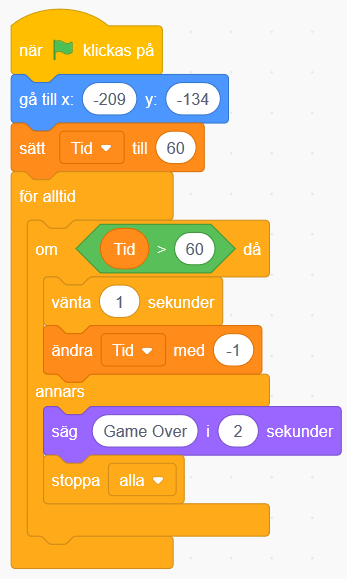 när klickas på
gå till x: -209 y: -134
sätt Tid till 60
för alltid
om Tid > 60 då
vänta 1 sekunder
ändra Tid med -1
annars
säg Game Over i 2 sekunder
stoppa alla